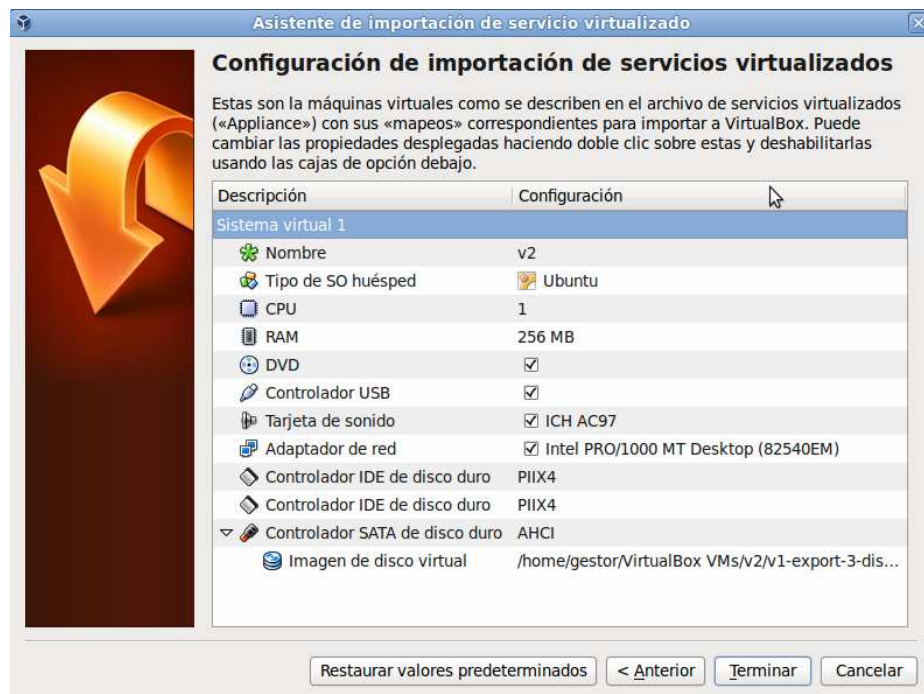 Asistente de importación de servicio virtualizado
Configuración de importación de servicios virtualizados
Estas son la máquinas virtuales como se describen en el archivo de servicios virtualizados
(«Appliance») con sus «mapeos» correspondientes para importar a VirtualBox. Puede
cambiar las propiedades desplegadas haciendo doble clic sobre estas y deshabilitarlas
usando las cajas de opción debajo.
Descripción Configuración
Sistema virtual 1
Nombre v2
Tipo de SO huésped Ubuntu
CPU 1
RAM 256 MB
DVD
Controlador USB
Tarjeta de sonido ICH AC97
Adaptador de red Intel PRO/1000 MT Desktop (82540EM)
Controlador IDE de disco duro PIIX4
Controlador IDE de disco duro PIIX4
Controlador SATA de disco duro AHCI
Imagen de disco virtual /home/gestor/VirtualBox VMs/v2/v1-export-3-dis...
Restaurar valores predeterminados < Anterior Terminar Cancelar